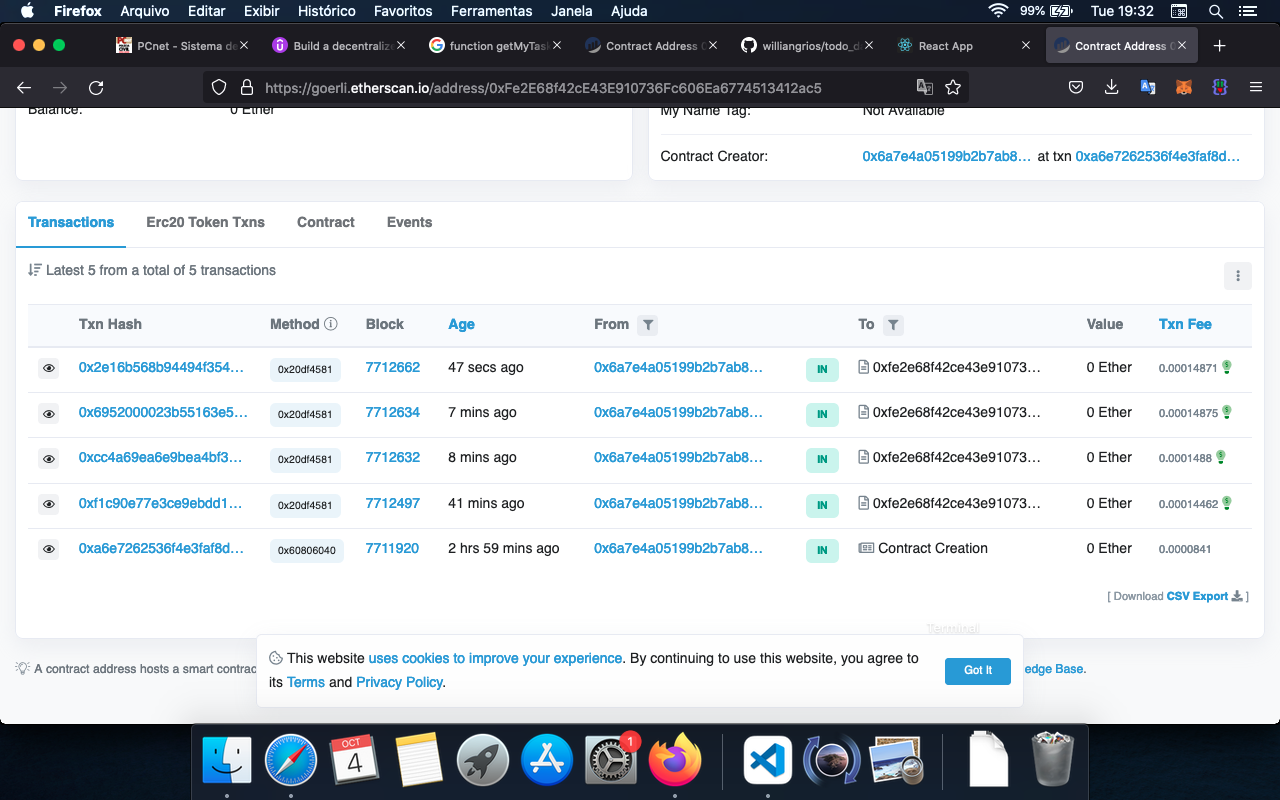 Firefox Arquivo Editar Exibir Histórico Favoritos Ferramentas Janela Ajuda 99% Tue 19:32
PCnet - Sistema de Build a decentralize function getMyTask Contract Address williangrios/todo_d React App Contract Address
https://goerli.etherscan.io/address/0xFe2E68f42cE43E910736Fc606Ea6774513412ac5
Balance: 0 Ether
My Name Tag: Not Available
Contract Creator: 0x6a7e4a05199b2b7ab8... at txn 0xa6e7262536f4e3faf8d...
Transactions Erc20 Token Txns Contract Events
Latest 5 from a total of 5 transactions
Txn Hash Method Block Age From To Value Txn Fee
0x2e16b568b94494f354... 0x20df4581 7712662 47 secs ago 0x6a7e4a05199b2b7ab8... IN 0xfe2e68f42ce43e91073... 0 Ether 0.00014871
0x6952000023b55163e5... 0x20df4581 7712634 7 mins ago 0x6a7e4a05199b2b7ab8... IN 0xfe2e68f42ce43e91073... 0 Ether 0.00014875
0xcc4a69ea6e9bea4bf3... 0x20df4581 7712632 8 mins ago 0x6a7e4a05199b2b7ab8... IN 0xfe2e68f42ce43e91073... 0 Ether 0.0001488
0xf1c90e77e3ce9ebdd1... 0x20df4581 7712497 41 mins ago 0x6a7e4a05199b2b7ab8... IN 0xfe2e68f42ce43e91073... 0 Ether 0.00014462
0xa6e7262536f4e3faf8d... 0x60806040 7711920 2 hrs 59 mins ago 0x6a7e4a05199b2b7ab8... IN Contract Creation 0 Ether 0.0000841
[ Download CSV Export ]
Terminal
This website uses cookies to improve your experience. By continuing to use this website, you agree to
its Terms and Privacy Policy.
Got It
A contract address hosts a smart contrac edge Base.
OCT
4
1